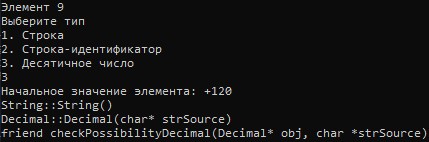 Элемент 9
Выберите тип
1. Строка
2. Строка-идентификатор
3. Десятичное число
3
Начальное значение элемента: +120
String::String()
Decimal::Decimal(char* strSource)
friend checkPossibilityDecimal(Decimal* obj, char *strSource)